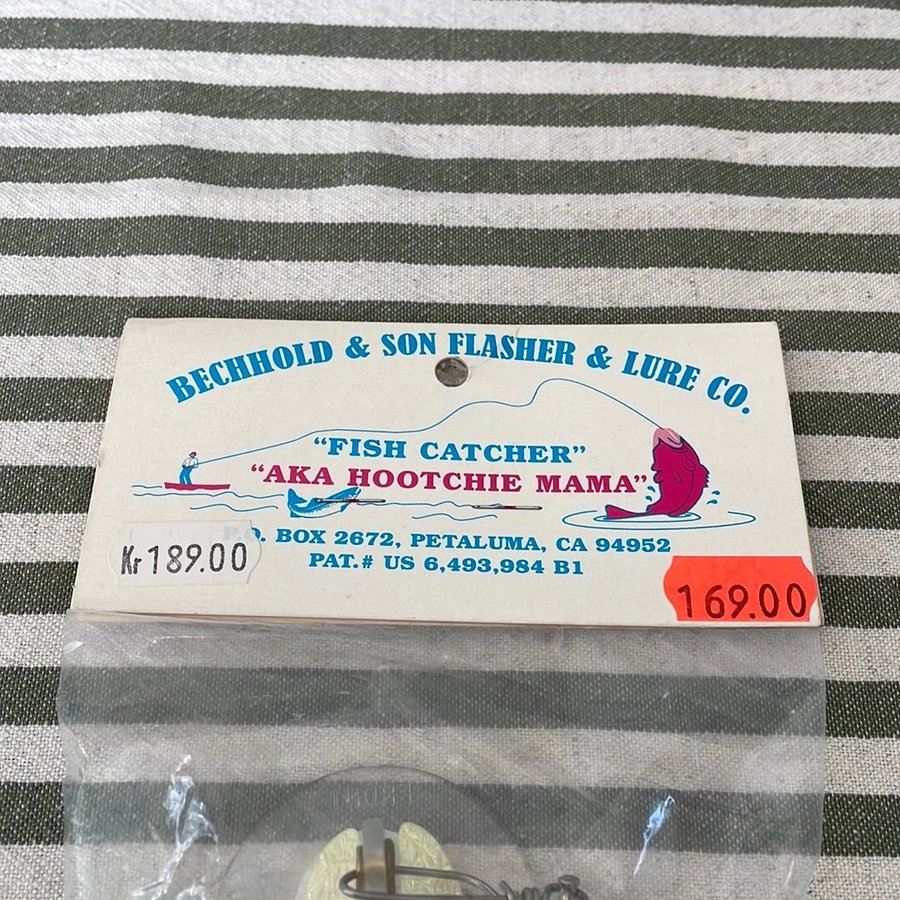 BECHHOLD & SON FLASHER & LURE CO.
"FISH CATCHER"
"AKA HOOTCHIE MAMA"
P.O. BOX 2672, PETALUMA, CA 94952
PAT.# US 6,493,984 B1
Kr 189.00
169.00